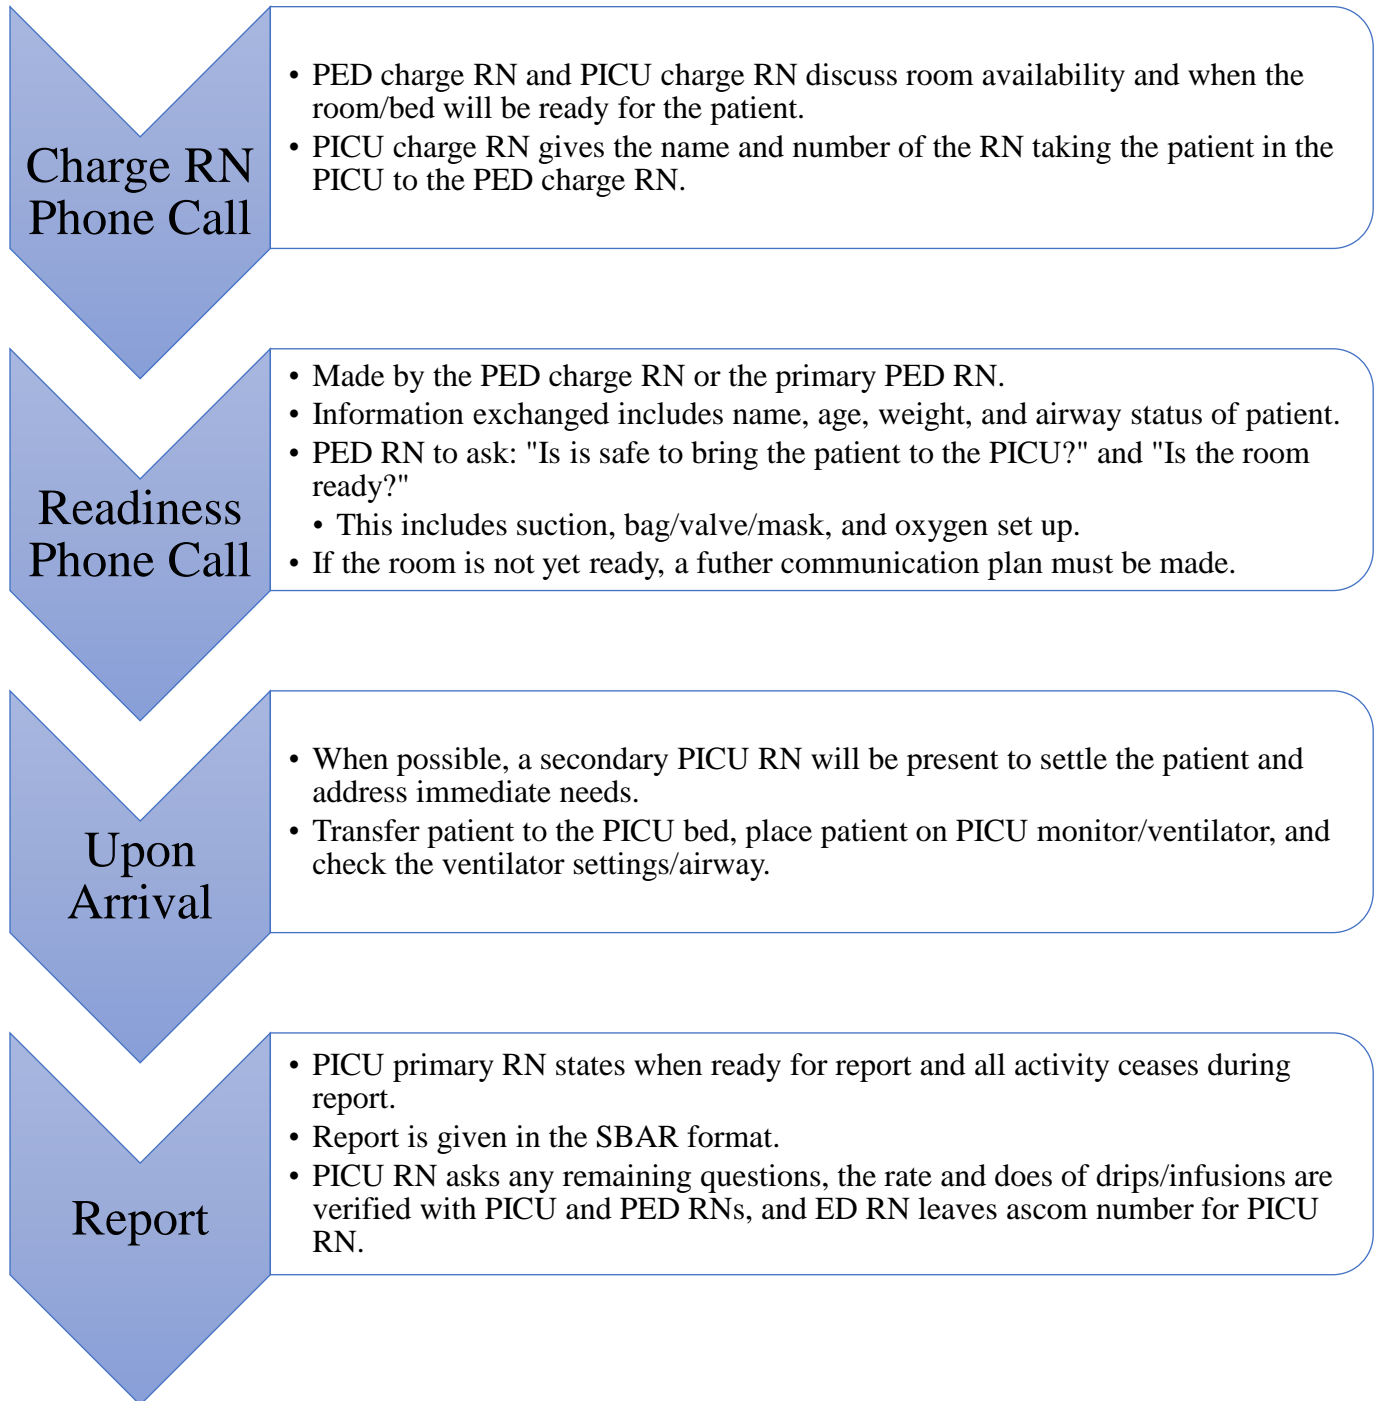 Charge RN
Phone Call
• PED charge RN and PICU charge RN discuss room availability and when the
room/bed will be ready for the patient.
• PICU charge RN gives the name and number of the RN taking the patient in the
PICU to the PED charge RN.
Readiness
Phone Call
• Made by the PED charge RN or the primary PED RN.
• Information exchanged includes name, age, weight, and airway status of patient.
• PED RN to ask: "Is is safe to bring the patient to the PICU?" and "Is the room
ready?"
• This includes suction, bag/valve/mask, and oxygen set up.
• If the room is not yet ready, a futher communication plan must be made.
Upon
Arrival
• When possible, a secondary PICU RN will be present to settle the patient and
address immediate needs.
• Transfer patient to the PICU bed, place patient on PICU monitor/ventilator, and
check the ventilator settings/airway.
Report
• PICU primary RN states when ready for report and all activity ceases during
report.
• Report is given in the SBAR format.
• PICU RN asks any remaining questions, the rate and does of drips/infusions are
verified with PICU and PED RNs, and ED RN leaves ascom number for PICU
RN.